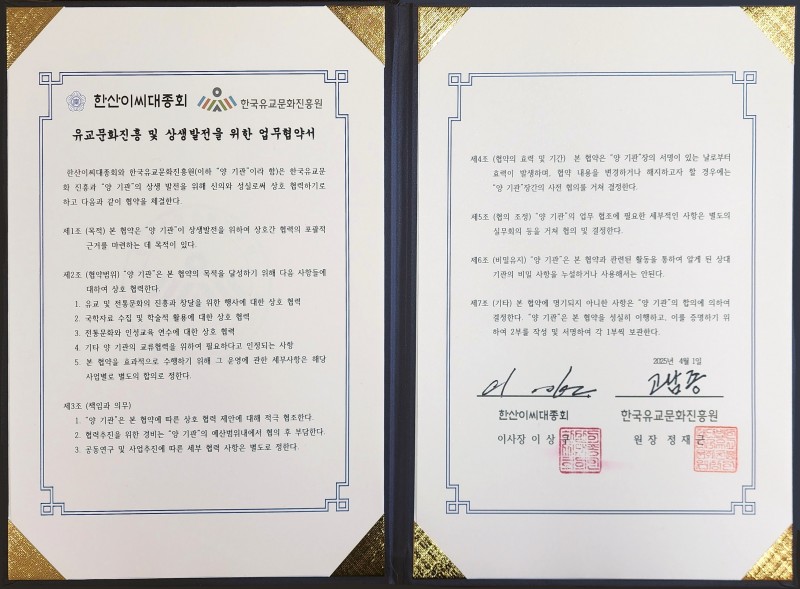 한산이씨대종회 한국유교문화진흥원
유교문화진흥 및 상생발전을 위한 업무협약서
한산이씨대종회와 한국유교문화진흥원(이하 "양 기관"이라 함)은 한국유교문
화 진흥과 "양 기관"의 상생 발전을 위해 신의와 성실로써 상호 협력하기로
하고 다음과 같이 협약을 체결한다.
제1조 (목적) 본 협약은 "양 기관"이 상생발전을 위하여 상호간 협력의 포괄적
근거를 마련하는 데 목적이 있다.
제2조 (협약범위) "양 기관"은 본 협약의 목적을 달성하기 위해 다음 사항들에
대하여 상호 협력한다.
1. 유교 및 전통문화의 진흥과 창달을 위한 행사에 대한 상호 협력
2. 국학자료 수집 및 학술적 활용에 대한 상호 협력
3. 전통문화와 인성교육 연수에 대한 상호 협력
4. 기타 양 기관의 교류협력을 위하여 필요하다고 인정되는 사항
5. 본 협약을 효과적으로 수행하기 위해 그 운영에 관한 세부사항은 해당
사업별로 별도의 합의로 정한다.
제3조 (책임과 의무)
1. "양 기관"은 본 협약에 따른 상호 협력 제안에 대해 적극 협조한다.
2. 협력추진을 위한 경비는 "양 기관"의 예산범위내에서 협의 후 부담한다.
3. 공동연구 및 사업추진에 따른 세부 협력 사항은 별도로 정한다.
제4조 (협약의 효력 및 기간) 본 협약은 "양 기관"장의 서명이 있는 날로부터
효력이 발생하며, 협약 내용을 변경하거나 해지하고자 할 경우에는
"양 기관"장간의 사전 협의를 거쳐 결정한다.
제5조 (협의 조정) "양 기관"의 업무 협조에 필요한 세부적인 사항은 별도의
실무회의 등을 거쳐 협의 및 결정한다.
제6조 (비밀유지) "양 기관"은 본 협약과 관련된 활동을 통하여 알게 된 상대
기관의 비밀 사항을 누설하거나 사용해서는 안된다.
제7조 (기타) 본 협약에 명기되지 아니한 사항은 "양 기관"의 합의에 의하여
결정한다. "양 기관"은 본 협약을 성실히 이행하고, 이를 증명하기 위
하여 2부를 작성 및 서명하여 각 1부씩 보관한다.
2025년 4월 1일
한산이씨대종회 한국유교문화진흥원
이사장 이상구 원장 정재근